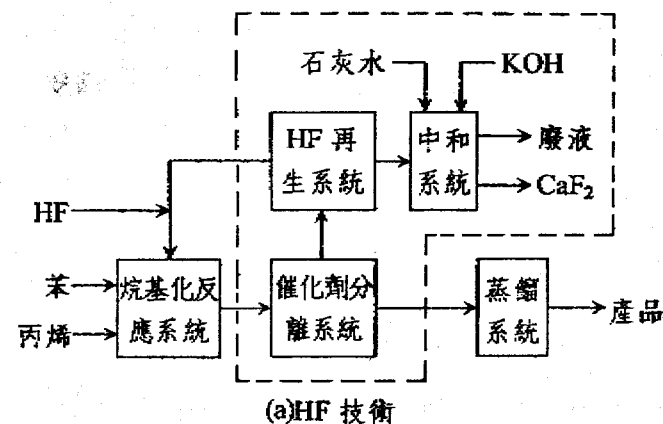 石灰水
KOH
HF 再
生系統
中和
系統
廢液
CaF₂
HF
苯
丙烯
烷基化反
應系統
催化劑分
離系統
蒸餾
系統
產品
(a)HF 技術